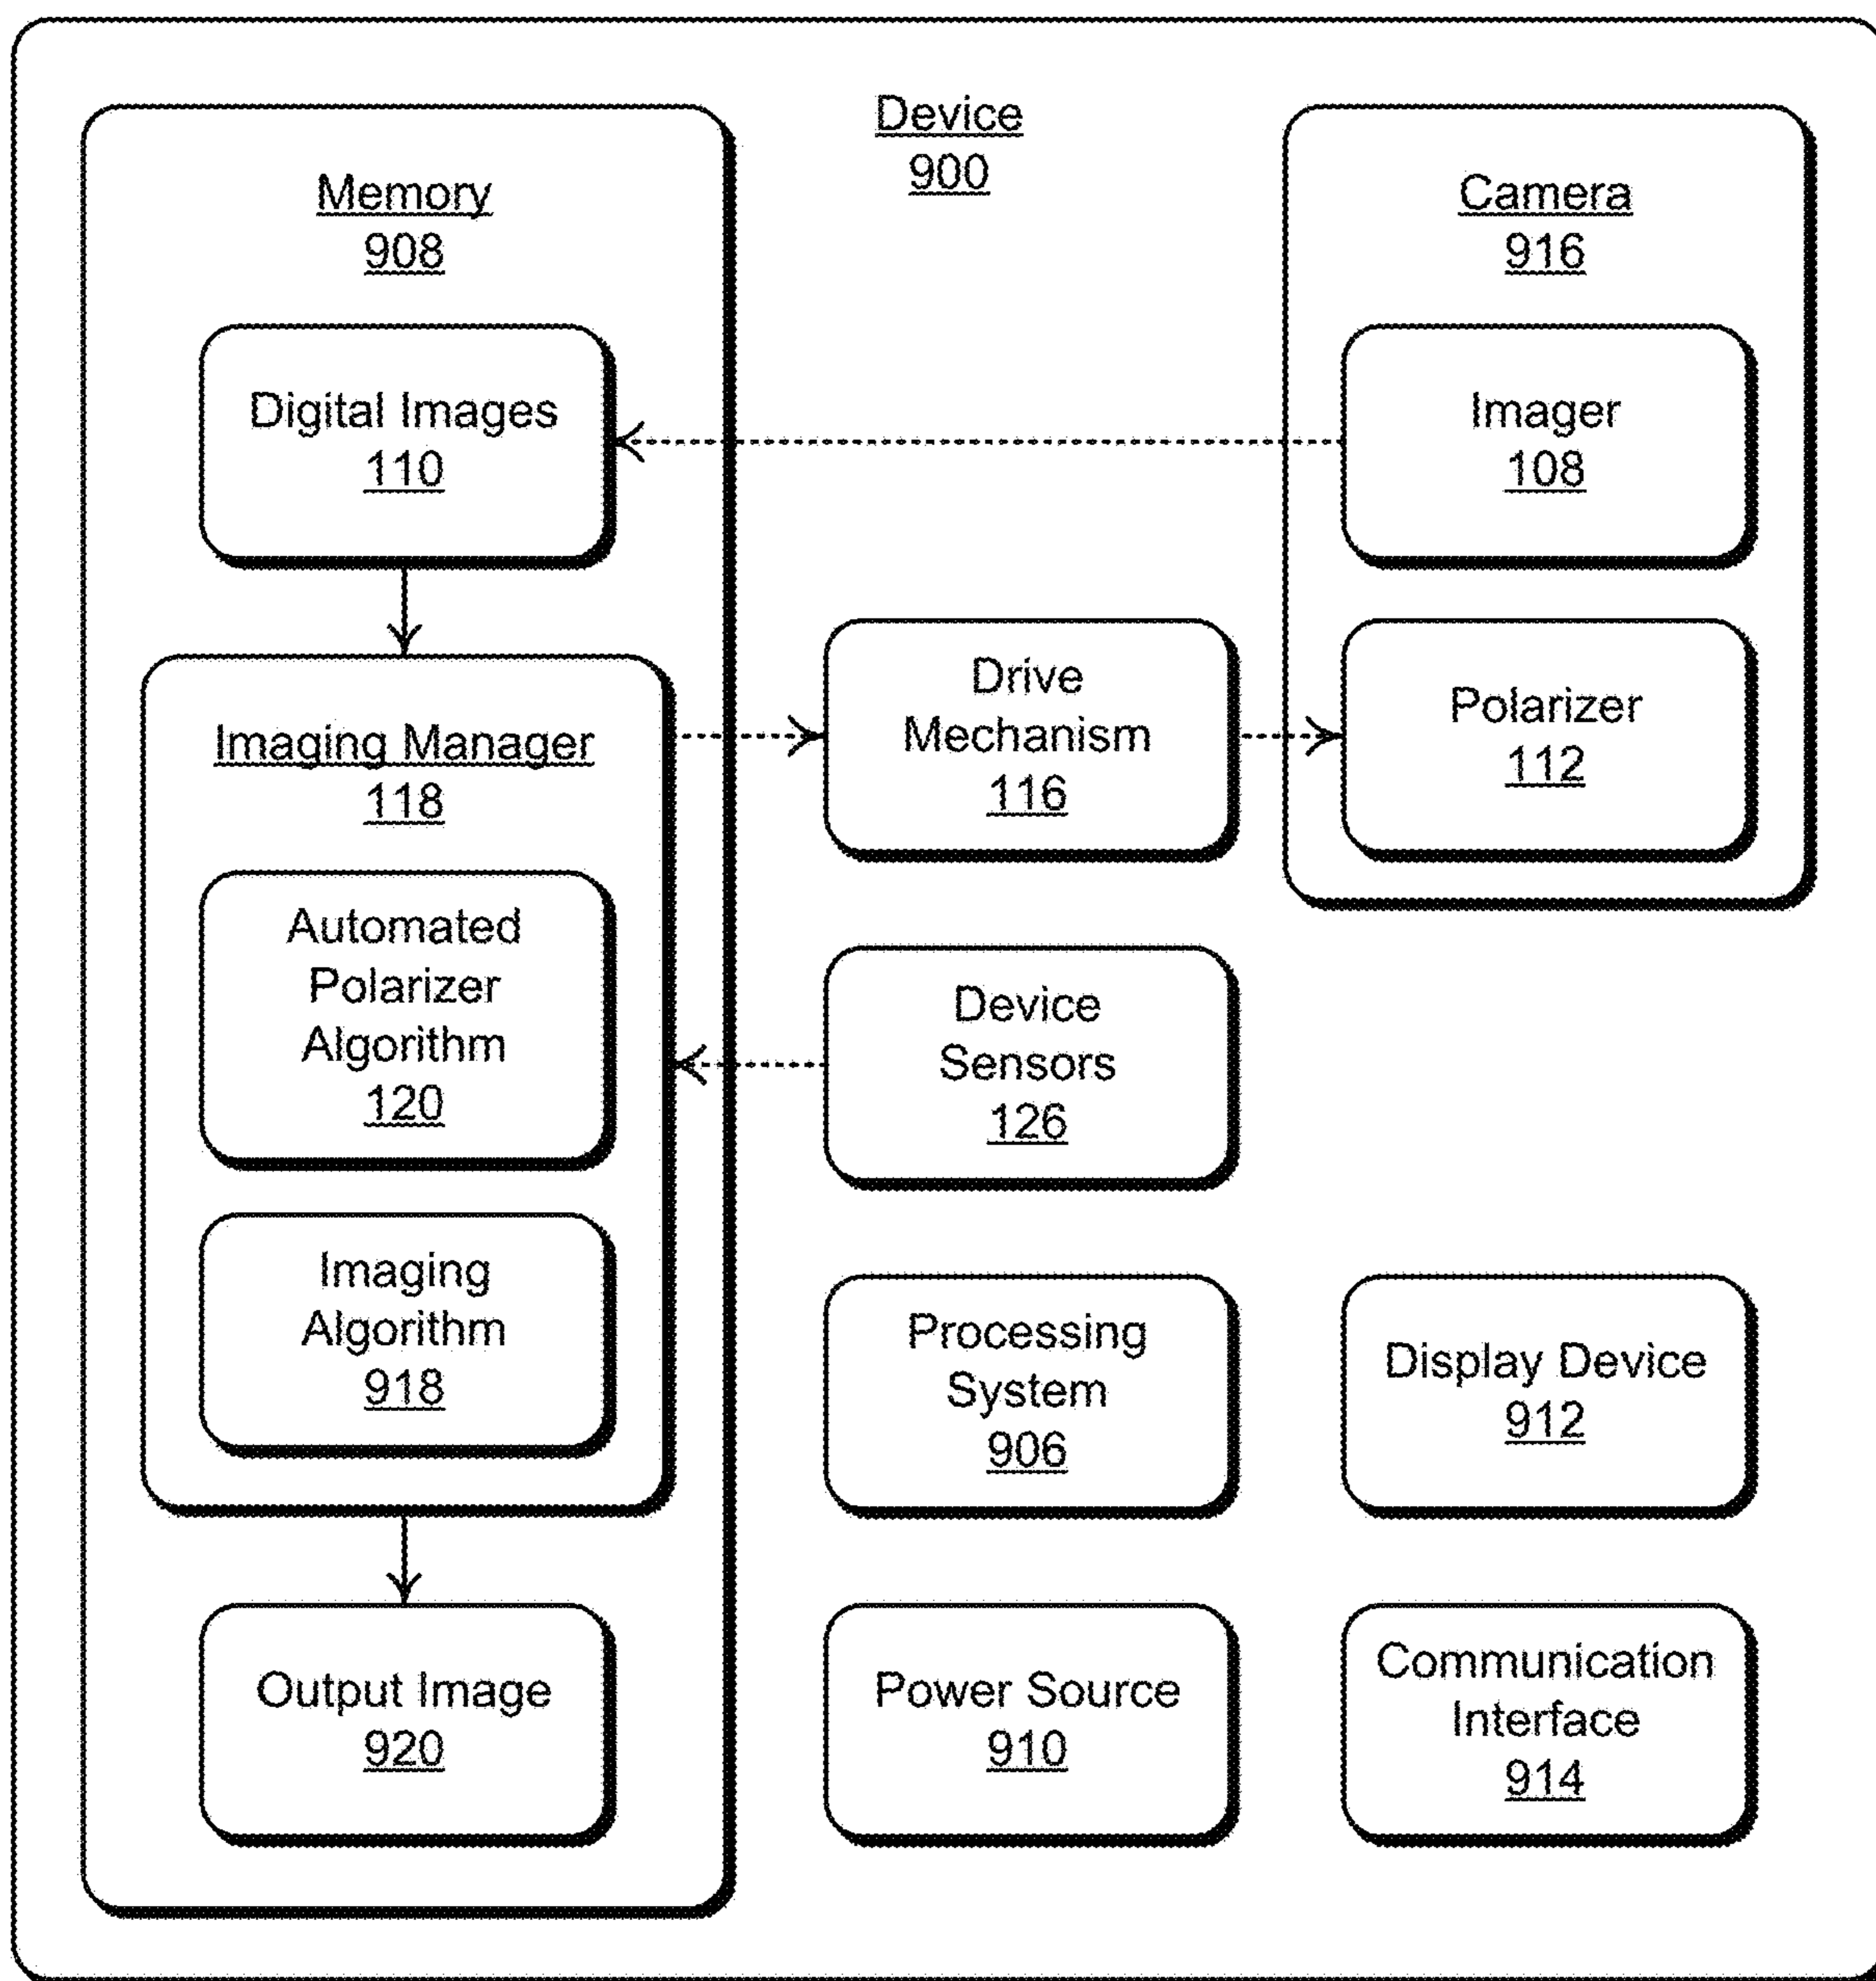 Device
900
Memory
908
Digital Images
110
Imaging Manager
118
Automated
Polarizer
Algorithm
120
Imaging
Algorithm
918
Output Image
920
Camera
916
Imager
108
Polarizer
112
Drive
Mechanism
116
Device
Sensors
126
Processing
System
906
Display Device
912
Power Source
910
Communication
Interface
914